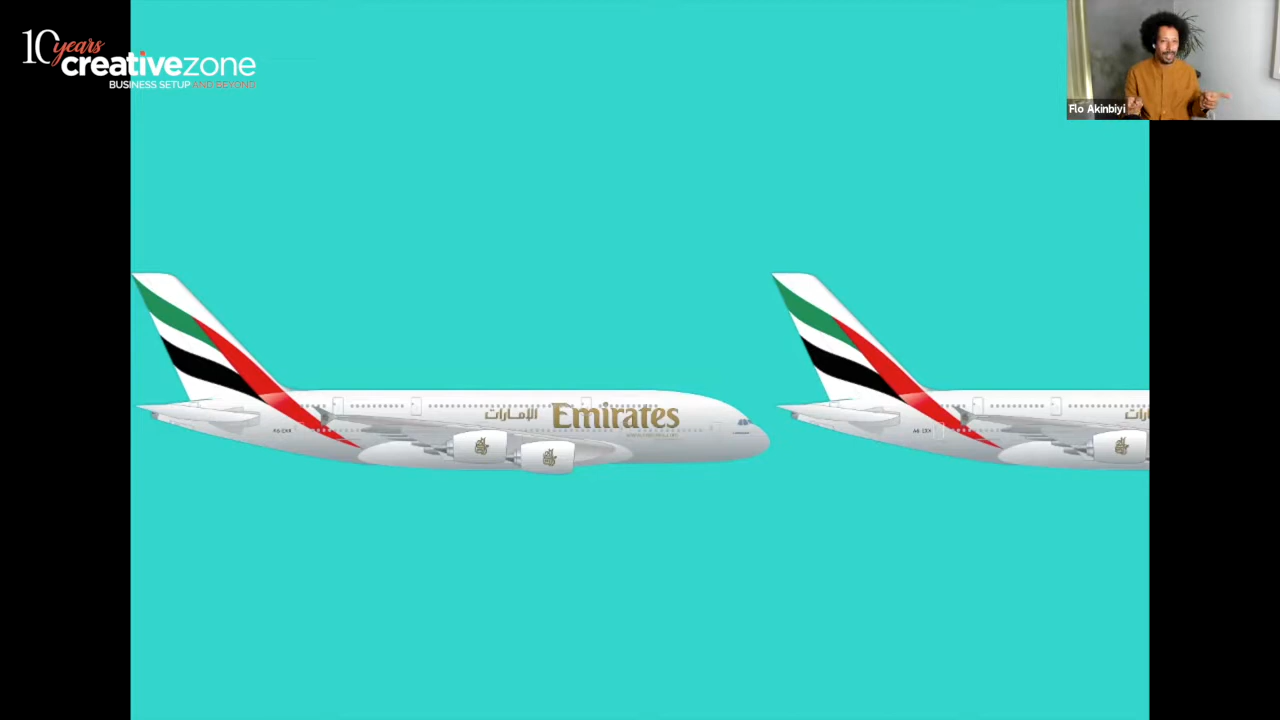 10 years
creativezone
BUSINESS SETUP AND BEYOND
Flo Akinbiyi
الإمارات
Emirates